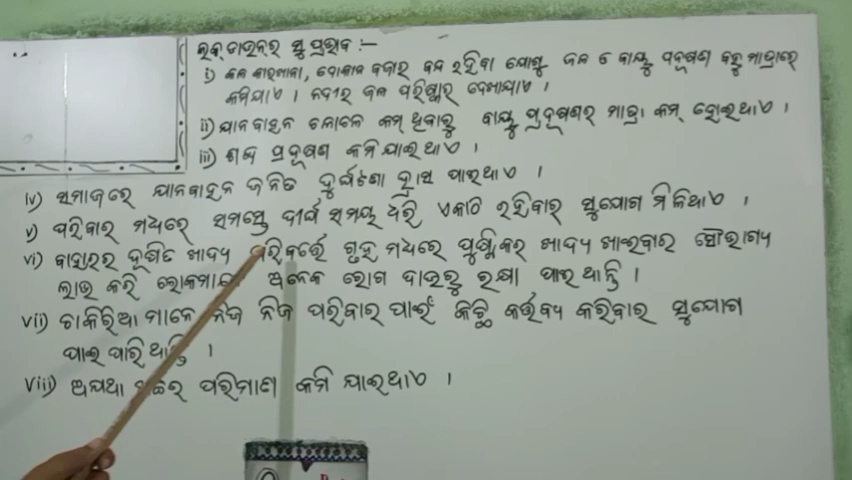 ଲକ୍ ଡାଉନର ସୁ ପ୍ରଭାବ :—
i) କଳ କାରଖାନା, ଦୋକାନ ବଜାର ବନ୍ଦ ରହିବା ଯୋଗୁ ଜଳ ଓ ବାୟୁ ପ୍ରଦୂଷଣ ବହୁ ମାତ୍ରାରେ
କମିଯାଏ । ନଦୀର ଜଳ ପରିଷ୍କାର ଦେଖାଯାଏ ।
ii) ଯାନବାହନ ଚଳାଚଳ କମ୍ ଥିବାରୁ ବାୟୁ ପ୍ରଦୂଷଣର ମାତ୍ରା କମ୍ ହୋଇଥାଏ ।
iii) ଶବ୍ଦ ପ୍ରଦୂଷଣ କମିଯାଇଥାଏ ।
iv) ସମାଜରେ ଯାନବାହନ ଜନିତ ଦୁର୍ଘଟଣା ହ୍ରାସ ପାଇଥାଏ ।
v) ପରିବାର ମଧ୍ୟରେ ସମସ୍ତେ ଦୀର୍ଘ ସମୟ ଧରି ଏକାଠି ରହିବାର ସୁଯୋଗ ମିଳିଥାଏ ।
vi) ବାହାରର ଦୂଷିତ ଖାଦ୍ୟ ପରିବର୍ତ୍ତେ ଗୃହ ମଧ୍ୟରେ ପୁଷ୍ଟିକର ଖାଦ୍ୟ ଖାଇବାର ସୌଭାଗ୍ୟ
ଲାଭ କରି ଅନେକ ରୋଗ ଦାଉରୁ ରକ୍ଷା ପାଇଥାନ୍ତି ।
vii) ଚାକିରିଆ ମାନେ ନିଜ ନିଜ ପରିବାର ପାଇଁ କିଛି କର୍ତ୍ତବ୍ୟ କରିବାର ସୁଯୋଗ
ପାଇ ପାରିଥାନ୍ତି ।
viii) ଅଯଥା ପରିମାଣ କମି ଯାଇଥାଏ ।